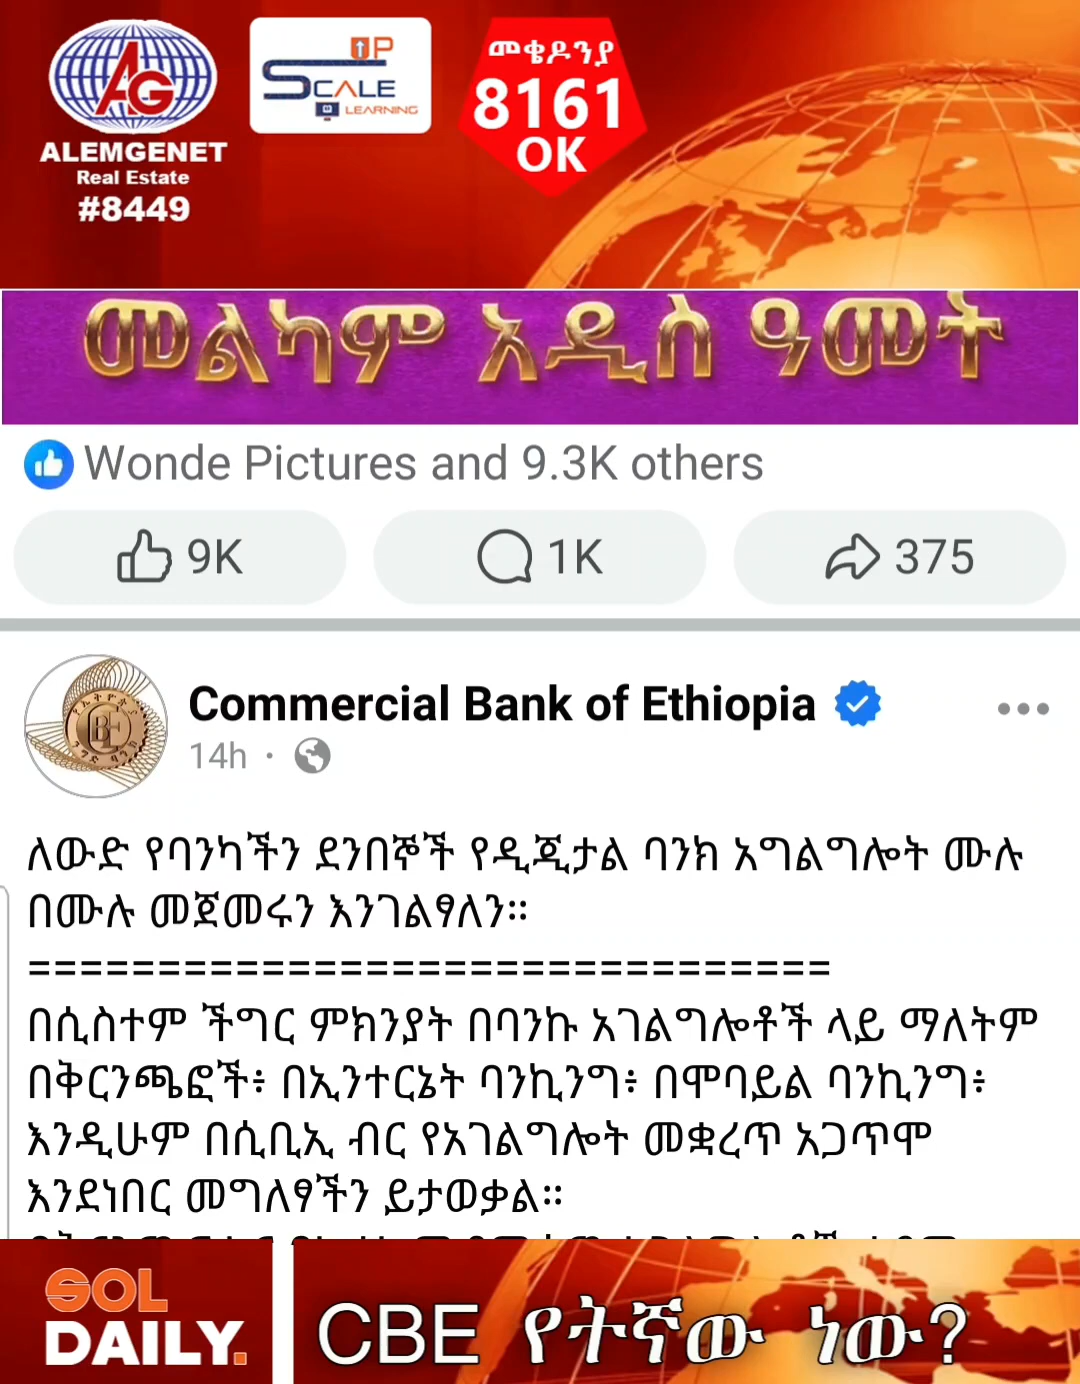 AG
ALEMGENET
Real Estate
#8449
UP
SCALE
LEARNING
መቄዶንያ
8161
OK
መልካም አዲስ ዓመት
Wonde Pictures and 9.3K others
9K
1K
375
Commercial Bank of Ethiopia
14h
ለውድ የባንካችን ደንበኞች የዲጂታል ባንክ አግልግሎት ሙሉ
በሙሉ መጀመሩን እንገልፃለን።
===============================
በሲስተም ችግር ምክንያት በባንኩ አገልግሎቶች ላይ ማለትም
በቅርንጫፎች፥ በኢንተርኔት ባንኪንግ፥ በሞባይል ባንኪንግ፥
እንዲሁም በሲቢኢ ብር የአገልግሎት መቋረጥ አጋጥሞ
እንደነበር መግለፃችን ይታወቃል።
SOL
DAILY.
CBE የትኛው ነው?